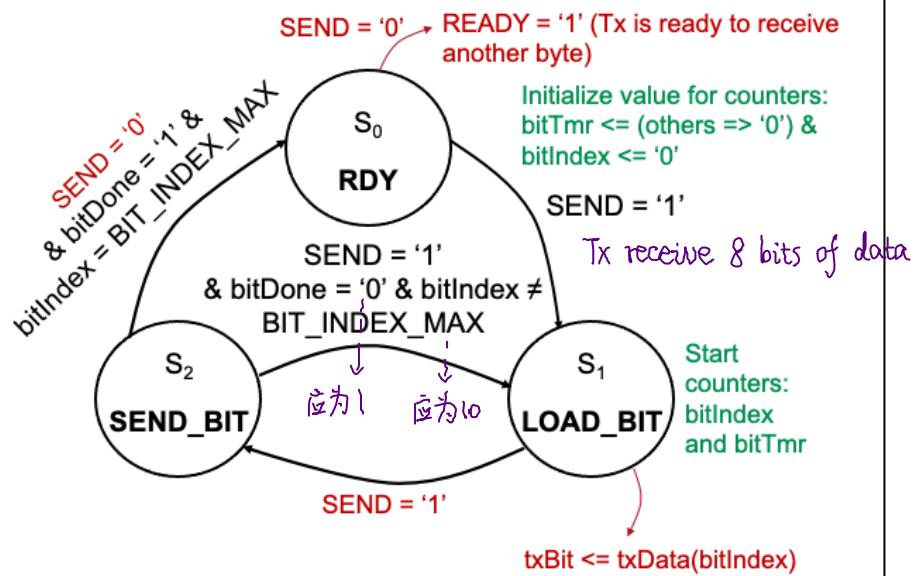 SEND = ‘0’
READY = ‘1’ (Tx is ready to receive
another byte)
Initialize value for counters:
bitTmr <= (others => ‘0’) &
bitIndex <= ‘0’
S0
RDY
SEND = ‘0’
& bitDone = ‘1’ &
bitIndex = BIT_INDEX_MAX
SEND = ‘1’
Tx receive 8 bits of data
SEND = ‘1’
& bitDone = ‘0’ & bitIndex ≠
BIT_INDEX_MAX
应为1
应为10
S2
SEND_BIT
S1
LOAD_BIT
Start
counters:
bitIndex
and bitTmr
SEND = ‘1’
txBit <= txData(bitIndex)